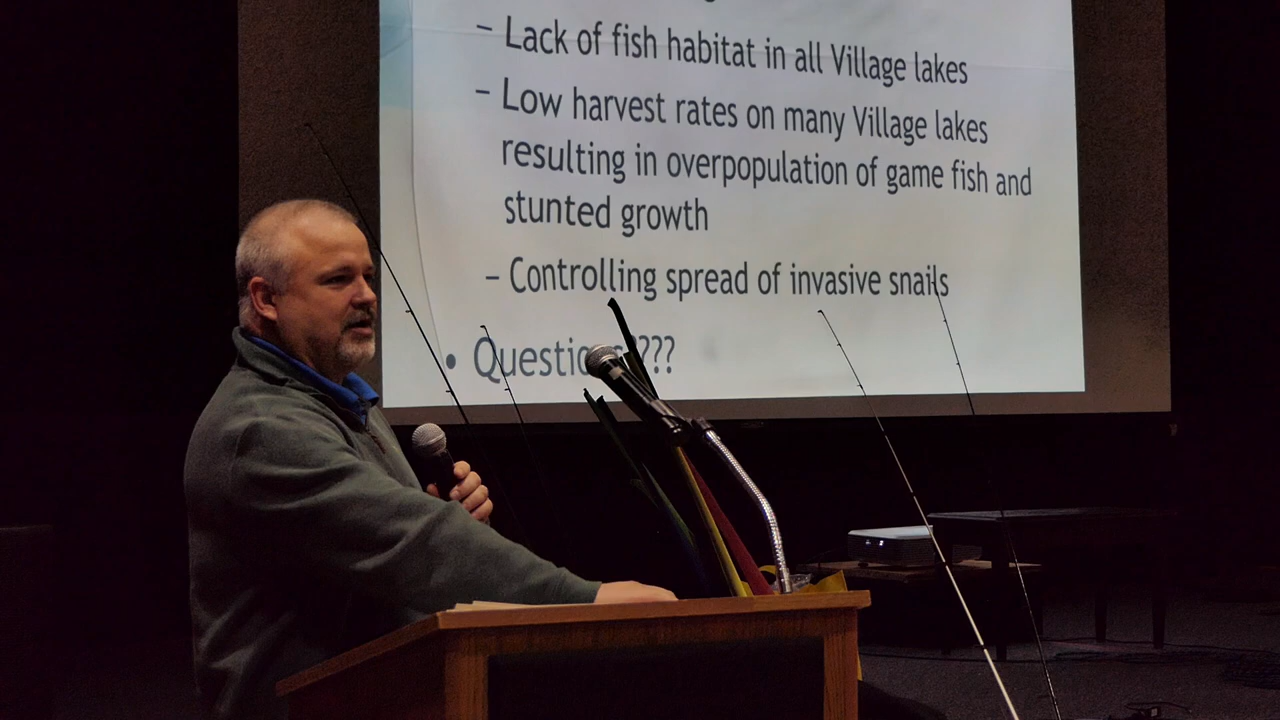 – Lack of fish habitat in all Village lakes
– Low harvest rates on many Village lakes
resulting in overpopulation of game fish and
stunted growth
– Controlling spread of invasive snails
• Questions???